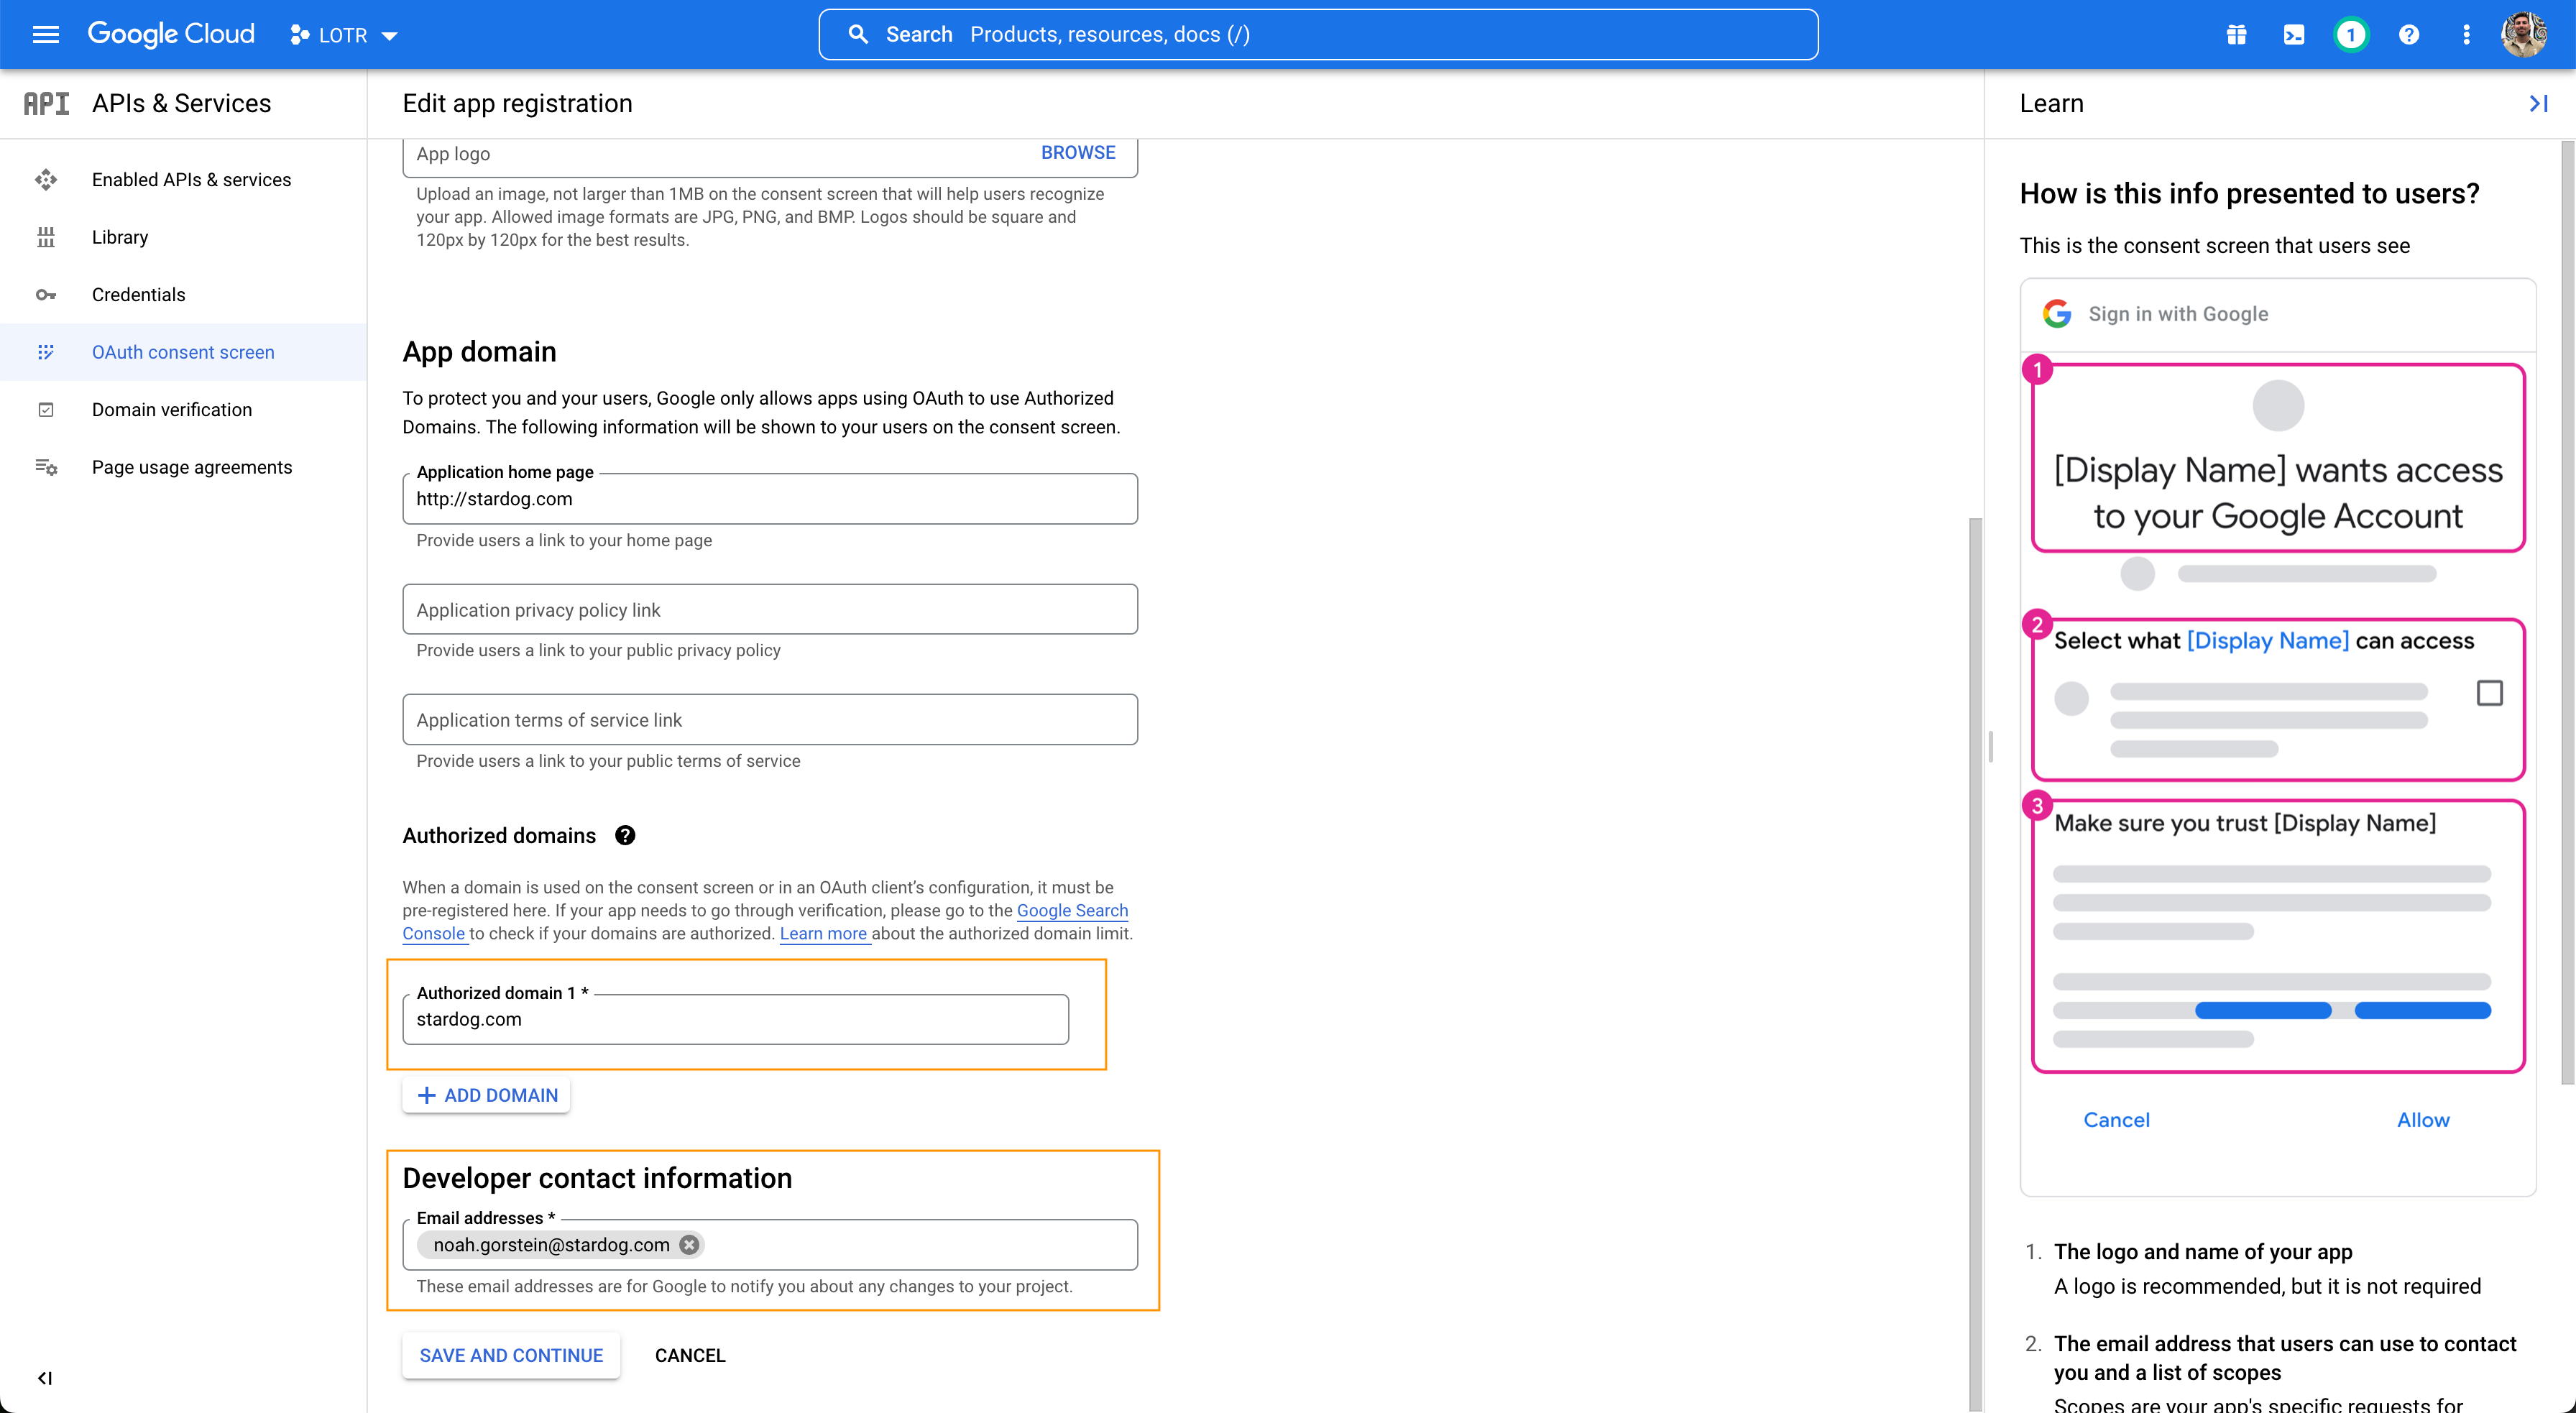 Google Cloud
LOTR
Search Products, resources, docs (/)
1
API APIs & Services
Enabled APIs & services
Library
Credentials
OAuth consent screen
Domain verification
Page usage agreements
Edit app registration
App logo
BROWSE
Upload an image, not larger than 1MB on the consent screen that will help users recognize
your app. Allowed image formats are JPG, PNG, and BMP. Logos should be square and
120px by 120px for the best results.
App domain
To protect you and your users, Google only allows apps using OAuth to use Authorized
Domains. The following information will be shown to your users on the consent screen.
Application home page
http://stardog.com
Provide users a link to your home page
Application privacy policy link
Provide users a link to your public privacy policy
Application terms of service link
Provide users a link to your public terms of service
Authorized domains
When a domain is used on the consent screen or in an OAuth client’s configuration, it must be
pre-registered here. If your app needs to go through verification, please go to the Google Search
Console to check if your domains are authorized. Learn more about the authorized domain limit.
Authorized domain 1 *
stardog.com
+ ADD DOMAIN
Developer contact information
Email addresses *
noah.gorstein@stardog.com
These email addresses are for Google to notify you about any changes to your project.
SAVE AND CONTINUE
CANCEL
Learn
How is this info presented to users?
This is the consent screen that users see
Sign in with Google
1
[Display Name] wants access
to your Google Account
2
Select what [Display Name] can access
3
Make sure you trust [Display Name]
Cancel
Allow
1. The logo and name of your app
A logo is recommended, but it is not required
2. The email address that users can use to contact
you and a list of scopes
Scopes are your app's specific requests for